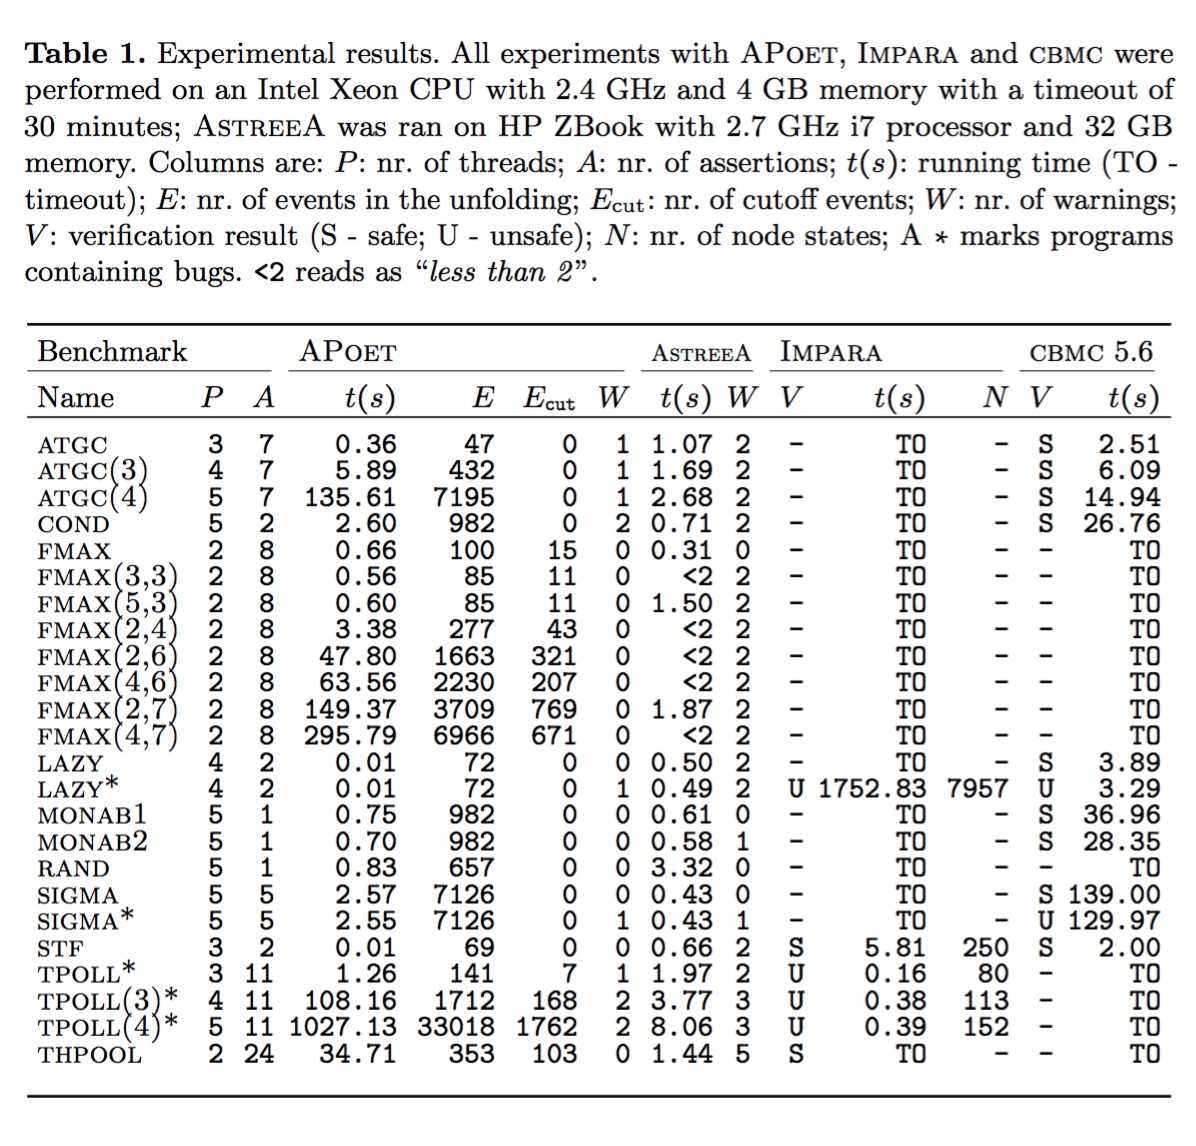 Table 1. Experimental results. All experiments with APOET, IMPARA and CBMC were
performed on an Intel Xeon CPU with 2.4 GHz and 4 GB memory with a timeout of
30 minutes; ASTREEA was ran on HP ZBook with 2.7 GHz i7 processor and 32 GB
memory. Columns are: P: nr. of threads; A: nr. of assertions; t(s): running time (TO -
timeout); E: nr. of events in the unfolding; Ecut: nr. of cutoff events; W: nr. of warnings;
V: verification result (S - safe; U - unsafe); N: nr. of node states; A * marks programs
containing bugs. <2 reads as “less than 2”.
Benchmark APOET ASTREEA IMPARA CBMC 5.6
Name P A t(s) E Ecut W t(s) W V t(s) N V t(s)
ATGC 3 7 0.36 47 0 1 1.07 2 - TO - S 2.51
ATGC(3) 4 7 5.89 432 0 1 1.69 2 - TO - S 6.09
ATGC(4) 5 7 135.61 7195 0 1 2.68 2 - TO - S 14.94
COND 5 2 2.60 982 0 2 0.71 2 - TO - S 26.76
FMAX 2 8 0.66 100 15 0 0.31 0 - TO - - TO
FMAX(3,3) 2 8 0.56 85 11 0 <2 2 - TO - - TO
FMAX(5,3) 2 8 0.60 85 11 0 1.50 2 - TO - - TO
FMAX(2,4) 2 8 3.38 277 43 0 <2 2 - TO - - TO
FMAX(2,6) 2 8 47.80 1663 321 0 <2 2 - TO - - TO
FMAX(4,6) 2 8 63.56 2230 207 0 <2 2 - TO - - TO
FMAX(2,7) 2 8 149.37 3709 769 0 1.87 2 - TO - - TO
FMAX(4,7) 2 8 295.79 6966 671 0 <2 2 - TO - - TO
LAZY 4 2 0.01 72 0 0 0.50 2 - TO - S 3.89
LAZY* 4 2 0.01 72 0 1 0.49 2 U 1752.83 7957 U 3.29
MONAB1 5 1 0.75 982 0 0 0.61 0 - TO - S 36.96
MONAB2 5 1 0.70 982 0 0 0.58 1 - TO - S 28.35
RAND 5 1 0.83 657 0 0 3.32 0 - TO - - TO
SIGMA 5 5 2.57 7126 0 0 0.43 0 - TO - S 139.00
SIGMA* 5 5 2.55 7126 0 1 0.43 1 - TO - U 129.97
STF 3 2 0.01 69 0 0 0.66 2 S 5.81 250 S 2.00
TPOLL* 3 11 1.26 141 7 1 1.97 2 U 0.16 80 - TO
TPOLL(3)* 4 11 108.16 1712 168 2 3.77 3 U 0.38 113 - TO
TPOLL(4)* 5 11 1027.13 33018 1762 2 8.06 3 U 0.39 152 - TO
THPOOL 2 24 34.71 353 103 0 1.44 5 S TO - - TO